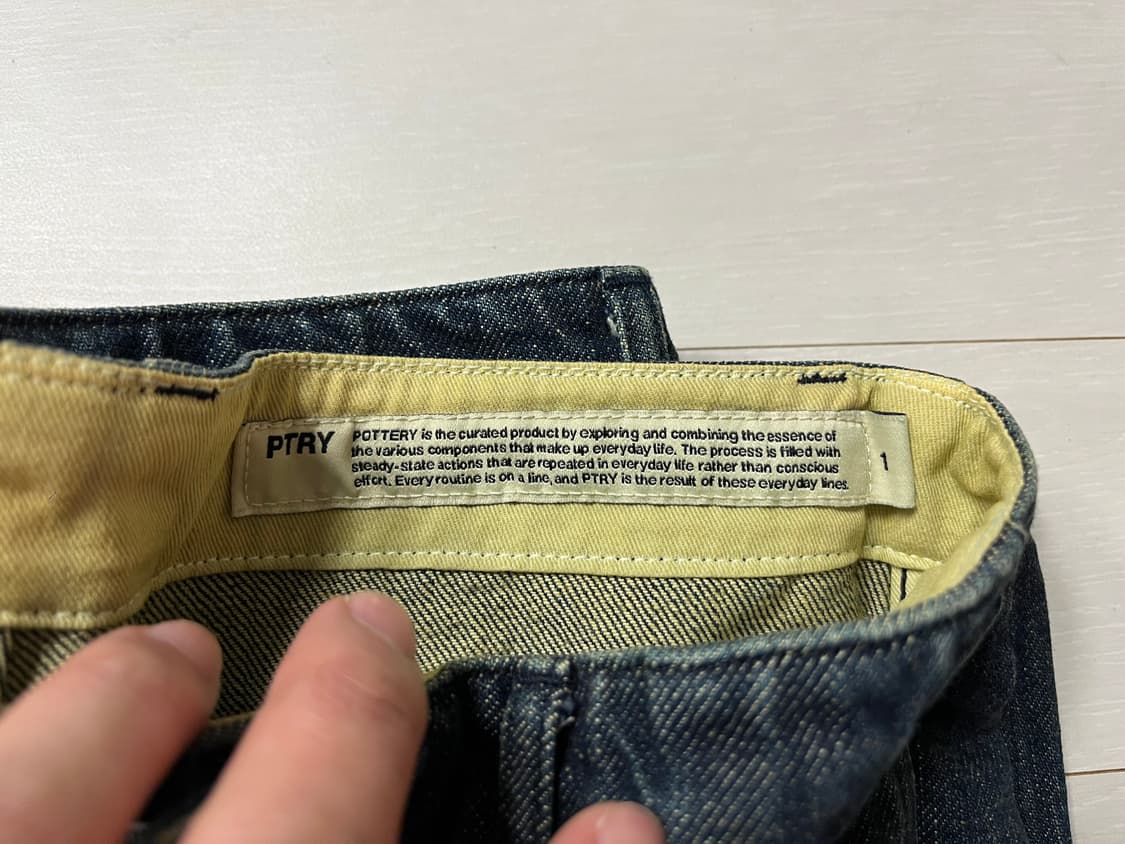 PTRY
POTTERY is the curated product by exploring and combining the essence of
the various components that make up everyday life. The process is filled with
steady-state actions that are repeated in everyday life rather than conscious
effort. Every routine is on a line, and PTRY is the result of these everyday lines.
1